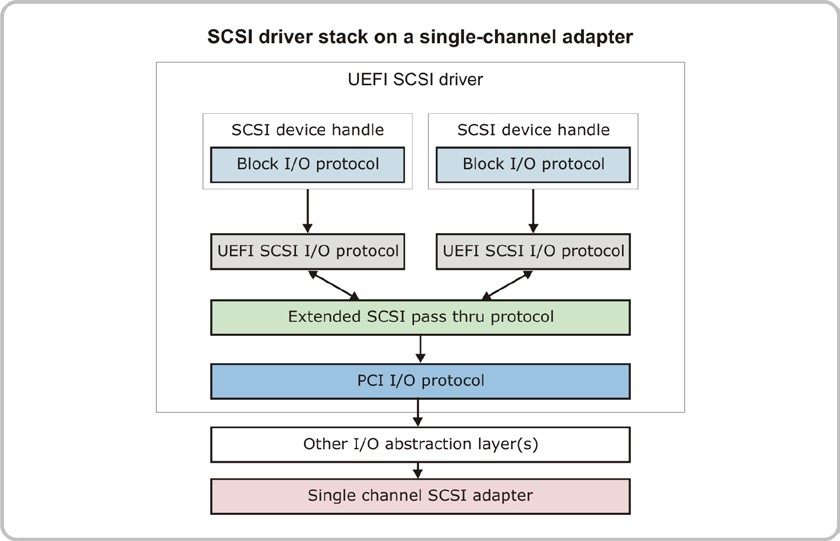 SCSI driver stack on a single-channel adapter
UEFI SCSI driver
SCSI device handle
Block I/O protocol
SCSI device handle
Block I/O protocol
UEFI SCSI I/O protocol
UEFI SCSI I/O protocol
Extended SCSI pass thru protocol
PCI I/O protocol
Other I/O abstraction layer(s)
Single channel SCSI adapter